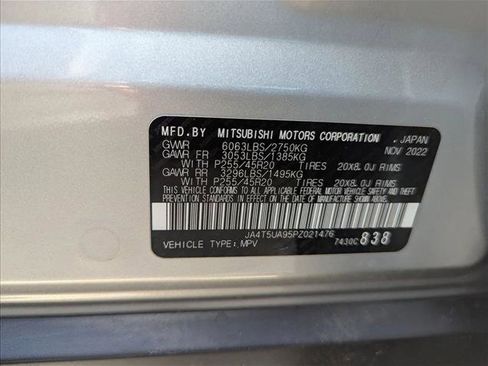 MFD.BY MITSUBISHI MOTORS CORPORATION . JAPAN
GVWR 6063LBS/2750KG NOV 2022
GAWR FR 3053LBS/1385KG
WITH P255/45R20 TIRES 20X8.0J RIMS
GAWR RR 3296LBS/1495KG
WITH P255/45R20 TIRES 20X8.0J RIMS
THIS VEHICLE CONFORMS TO ALL APPLICABLE FEDERAL
MOTOR VEHICLE SAFETY, BUMPER, AND THEFT
PREVENTION STANDARDS IN EFFECT ON THE DATE OF
MANUFACTURE SHOWN ABOVE.
JA4T5UA95PZ021476
VEHICLE TYPE: MPV 7430C 838